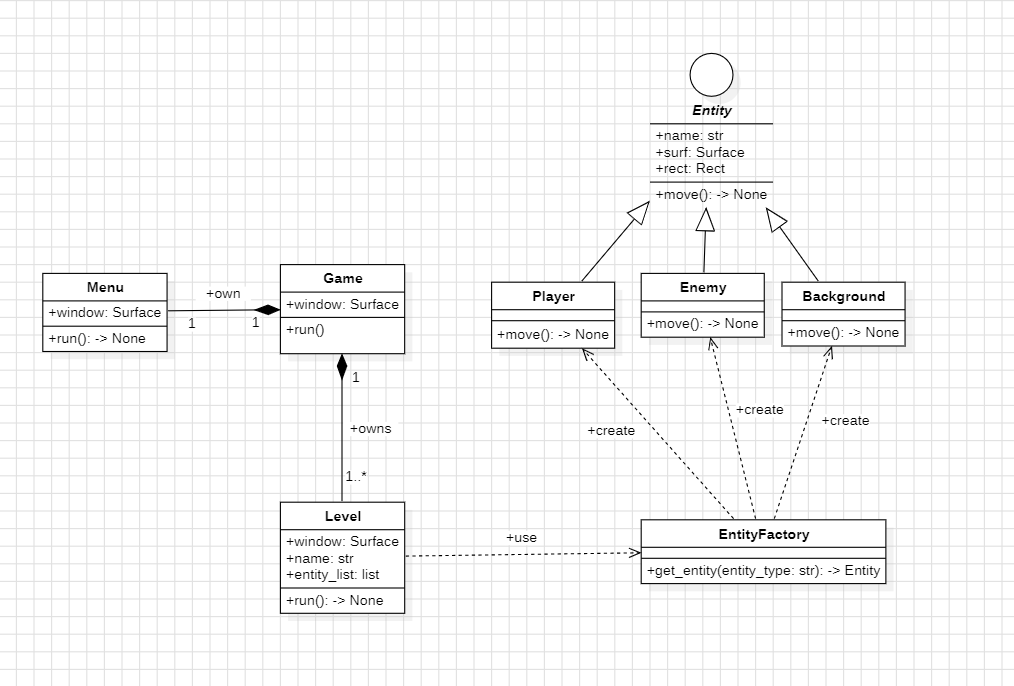 Entity
+name: str
+surf: Surface
+rect: Rect
+move(): -> None
Menu
+window: Surface
+run(): -> None
+own
1
1
Game
+window: Surface
+run()
Player
+move(): -> None
Enemy
+move(): -> None
Background
+move(): -> None
1
+owns
1..*
+create
+create
+create
Level
+window: Surface
+name: str
+entity_list: list
+run(): -> None
+use
EntityFactory
+get_entity(entity_type: str): -> Entity